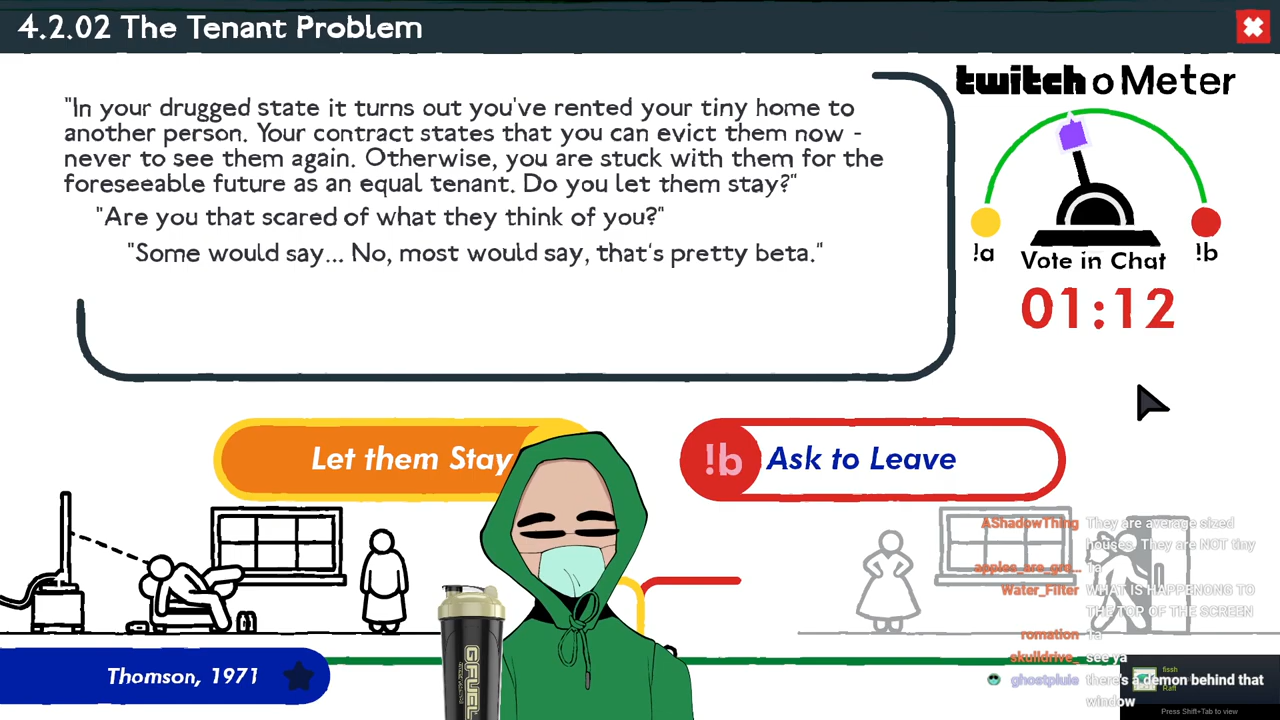 4.2.02 The Tenant Problem
"In your drugged state it turns out you've rented your tiny home to
another person. Your contract states that you can evict them now -
never to see them again. Otherwise, you are stuck with them for the
foreseeable future as an equal tenant. Do you let them stay?"
"Are you that scared of what they think of you?"
"Some would say... No, most would say, that's pretty beta."
twitch o Meter
!a
Vote in Chat
!b
01:12
Let them Stay
!b
Ask to Leave
AShadowThing They are average sized
houses. They are NOT tiny
apples_are_gro...
Water_Filter WHAT IS HAPPENONG TO
THE TOP OF THE SCREEN
romation !a
skulldrive_ see ya
ghostplule there's a demon behind that
window
fissh
Raft
Press Shift+Tab to view
GFUEL
Thomson, 1971